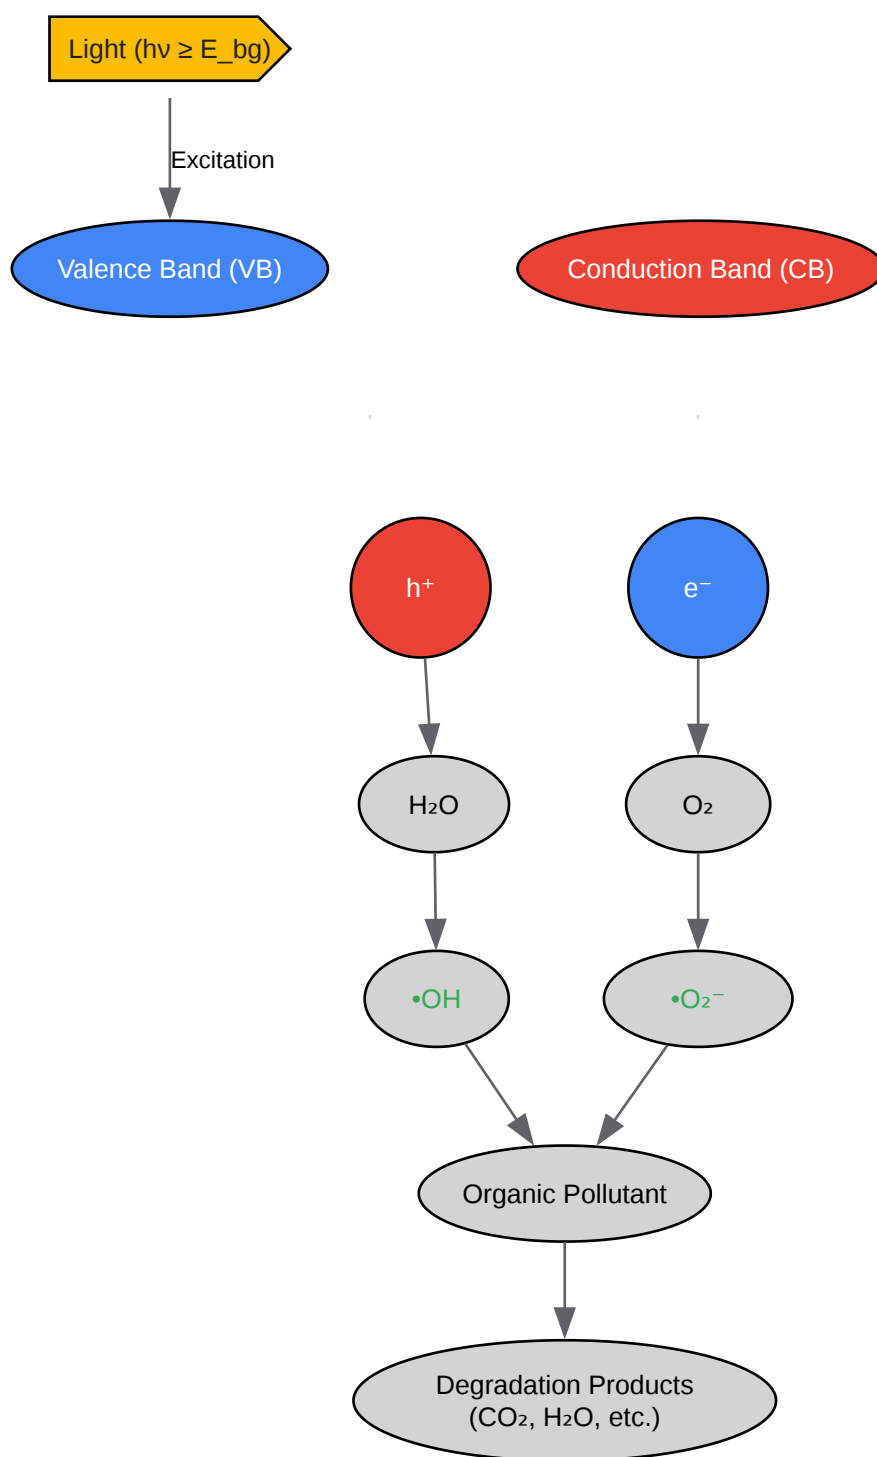 Light (hν ≥ E_bg)
Excitation
Valence Band (VB)
Conduction Band (CB)
h⁺
e⁻
H₂O
O₂
•OH
•O₂⁻
Organic Pollutant
Degradation Products
(CO₂, H₂O, etc.)